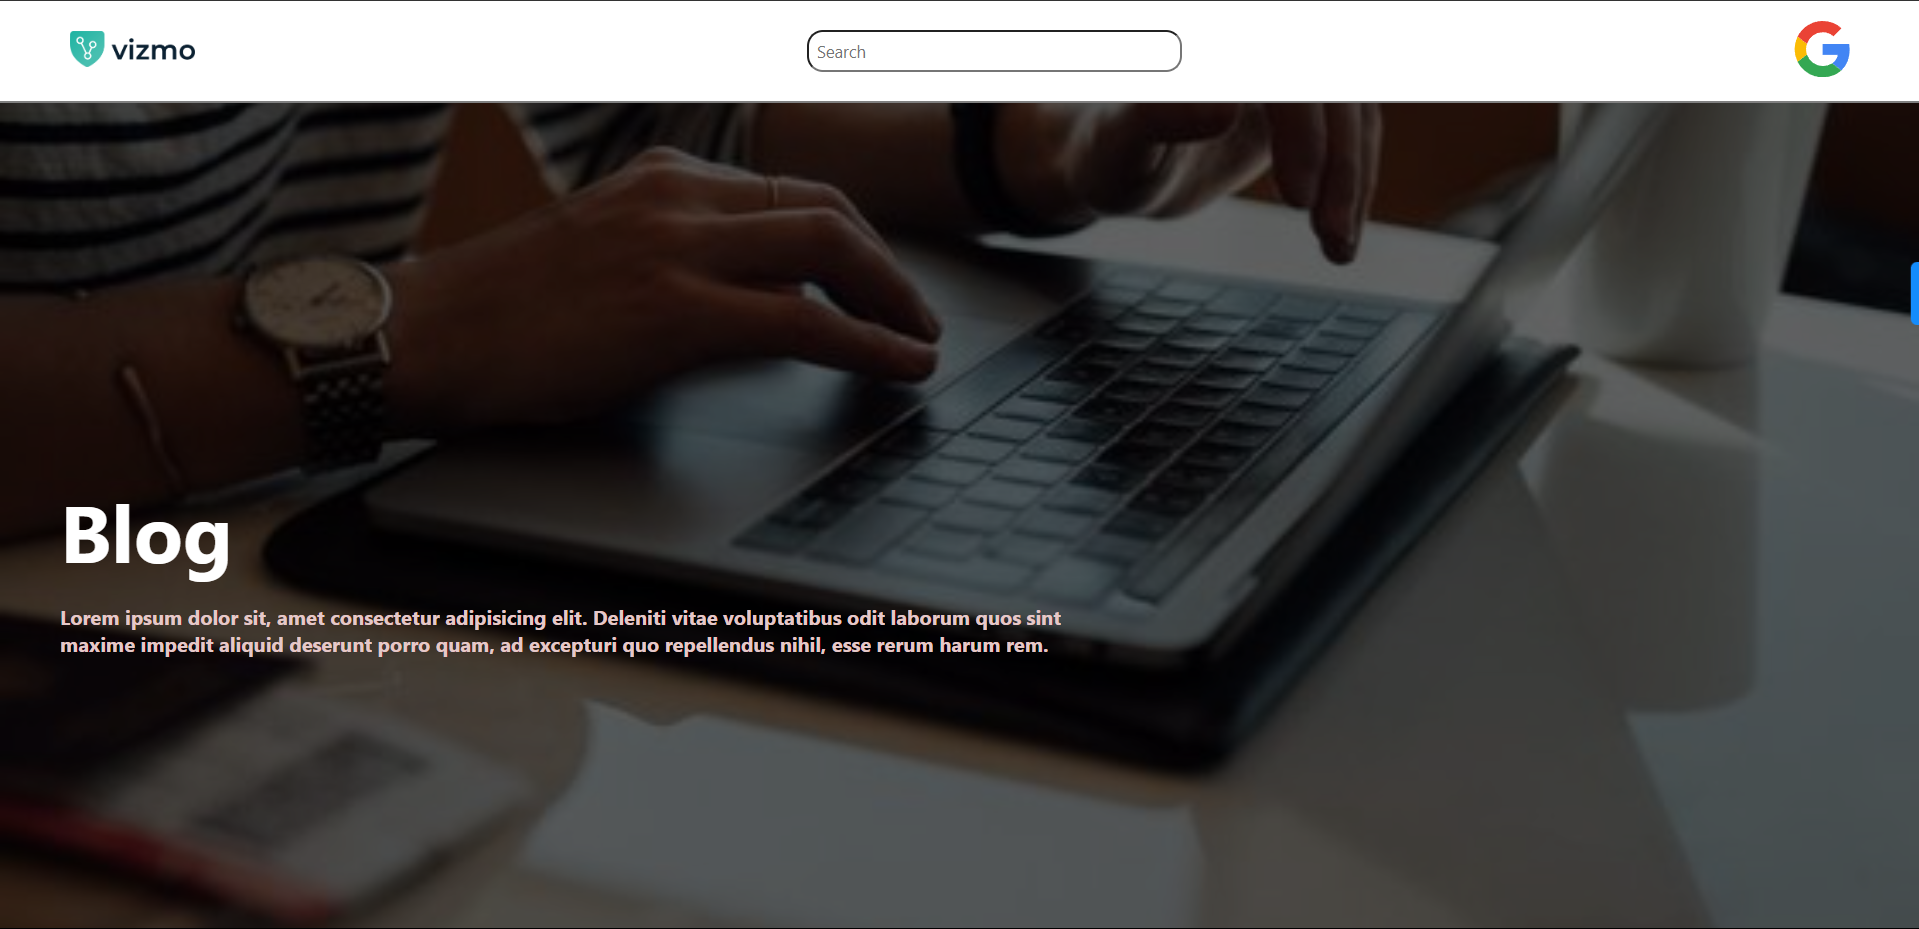 vizmo
Search
Blog
Lorem ipsum dolor sit, amet consectetur adipisicing elit. Deleniti vitae voluptatibus odit laborum quos sint
maxime impedit aliquid deserunt porro quam, ad excepturi quo repellendus nihil, esse rerum harum rem.